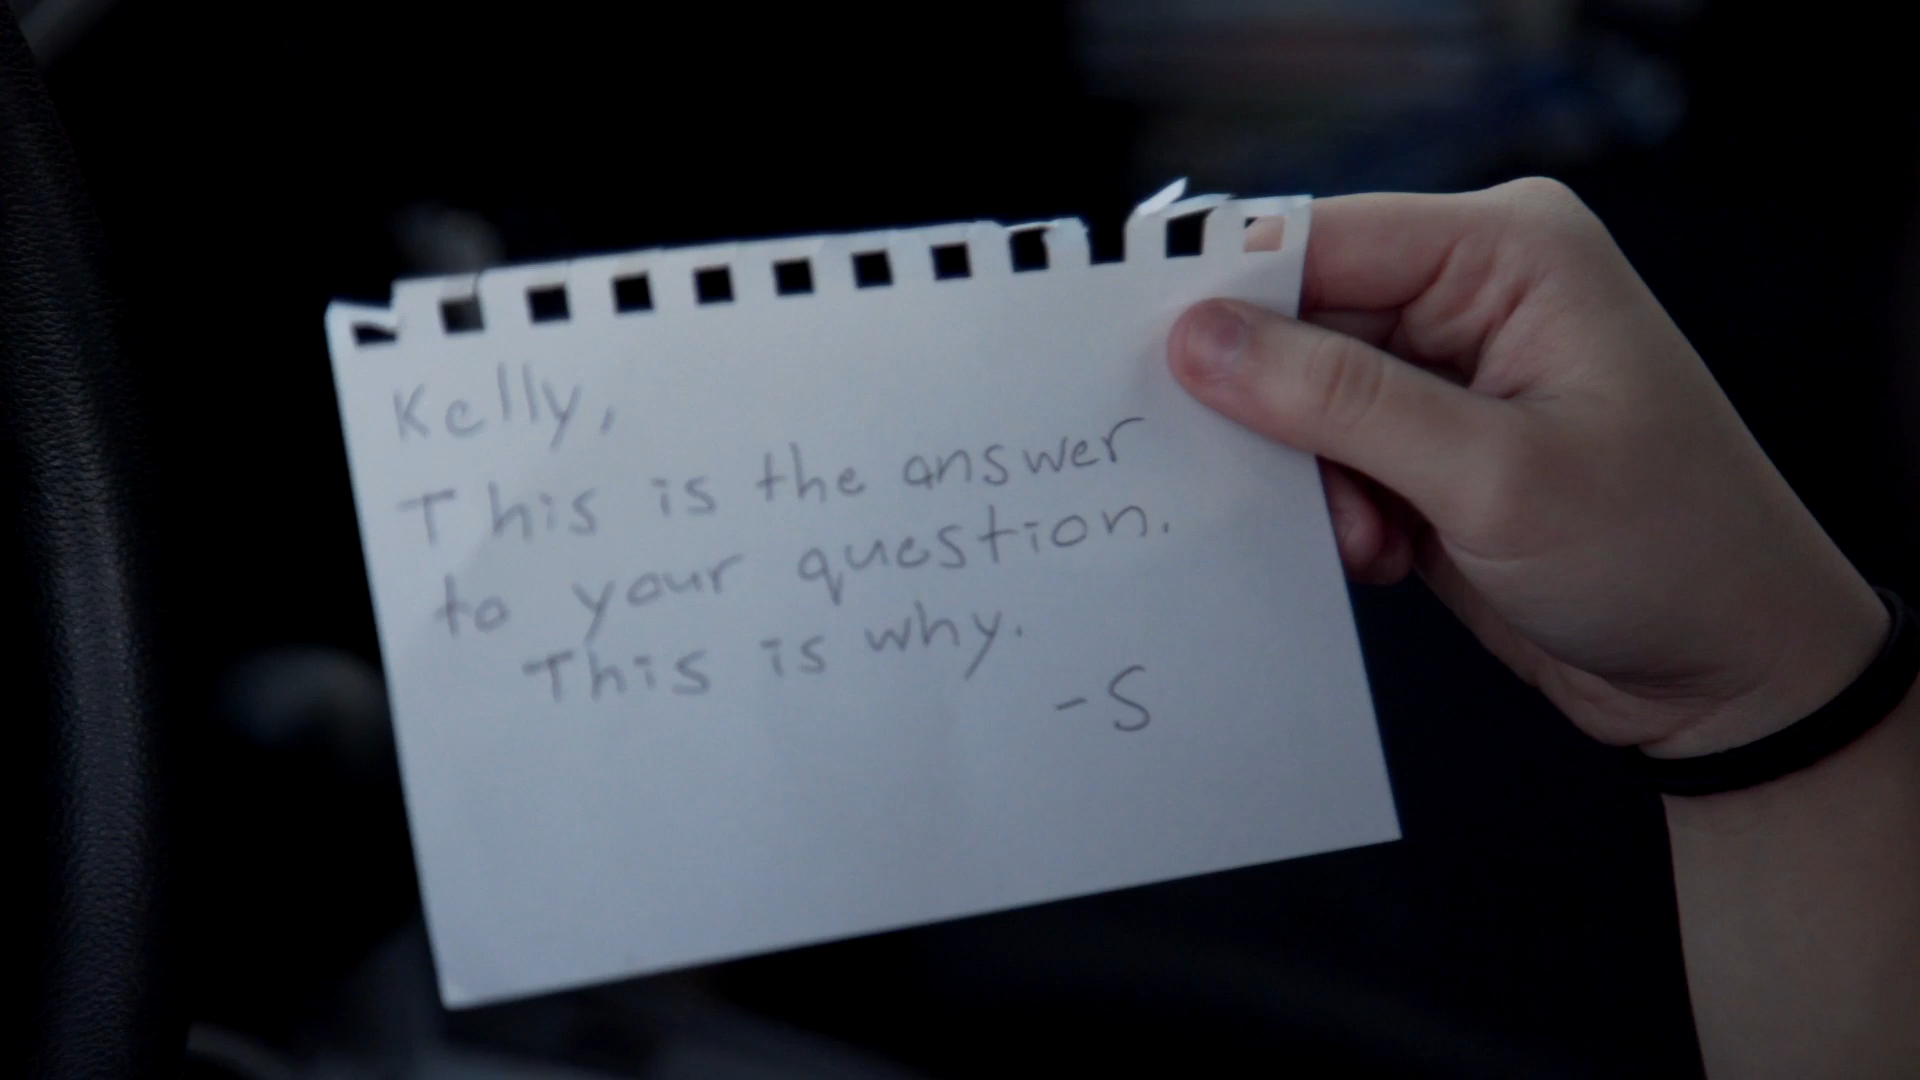 Kelly,
This is the answer
to your question.
This is why.
-S